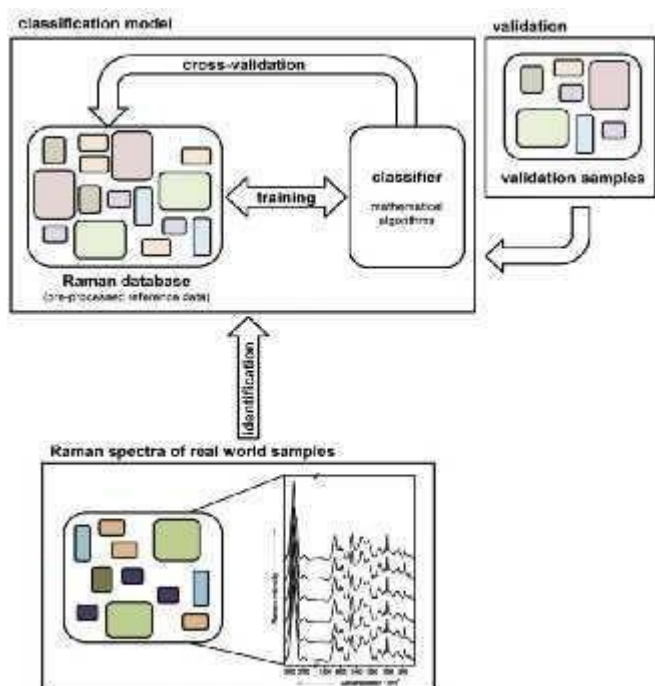 classification model
validation
cross-validation
training
classifier
mathematical
algorithms
validation samples
Raman database
(pre-processed reference data)
identification
Raman spectra of real world samples